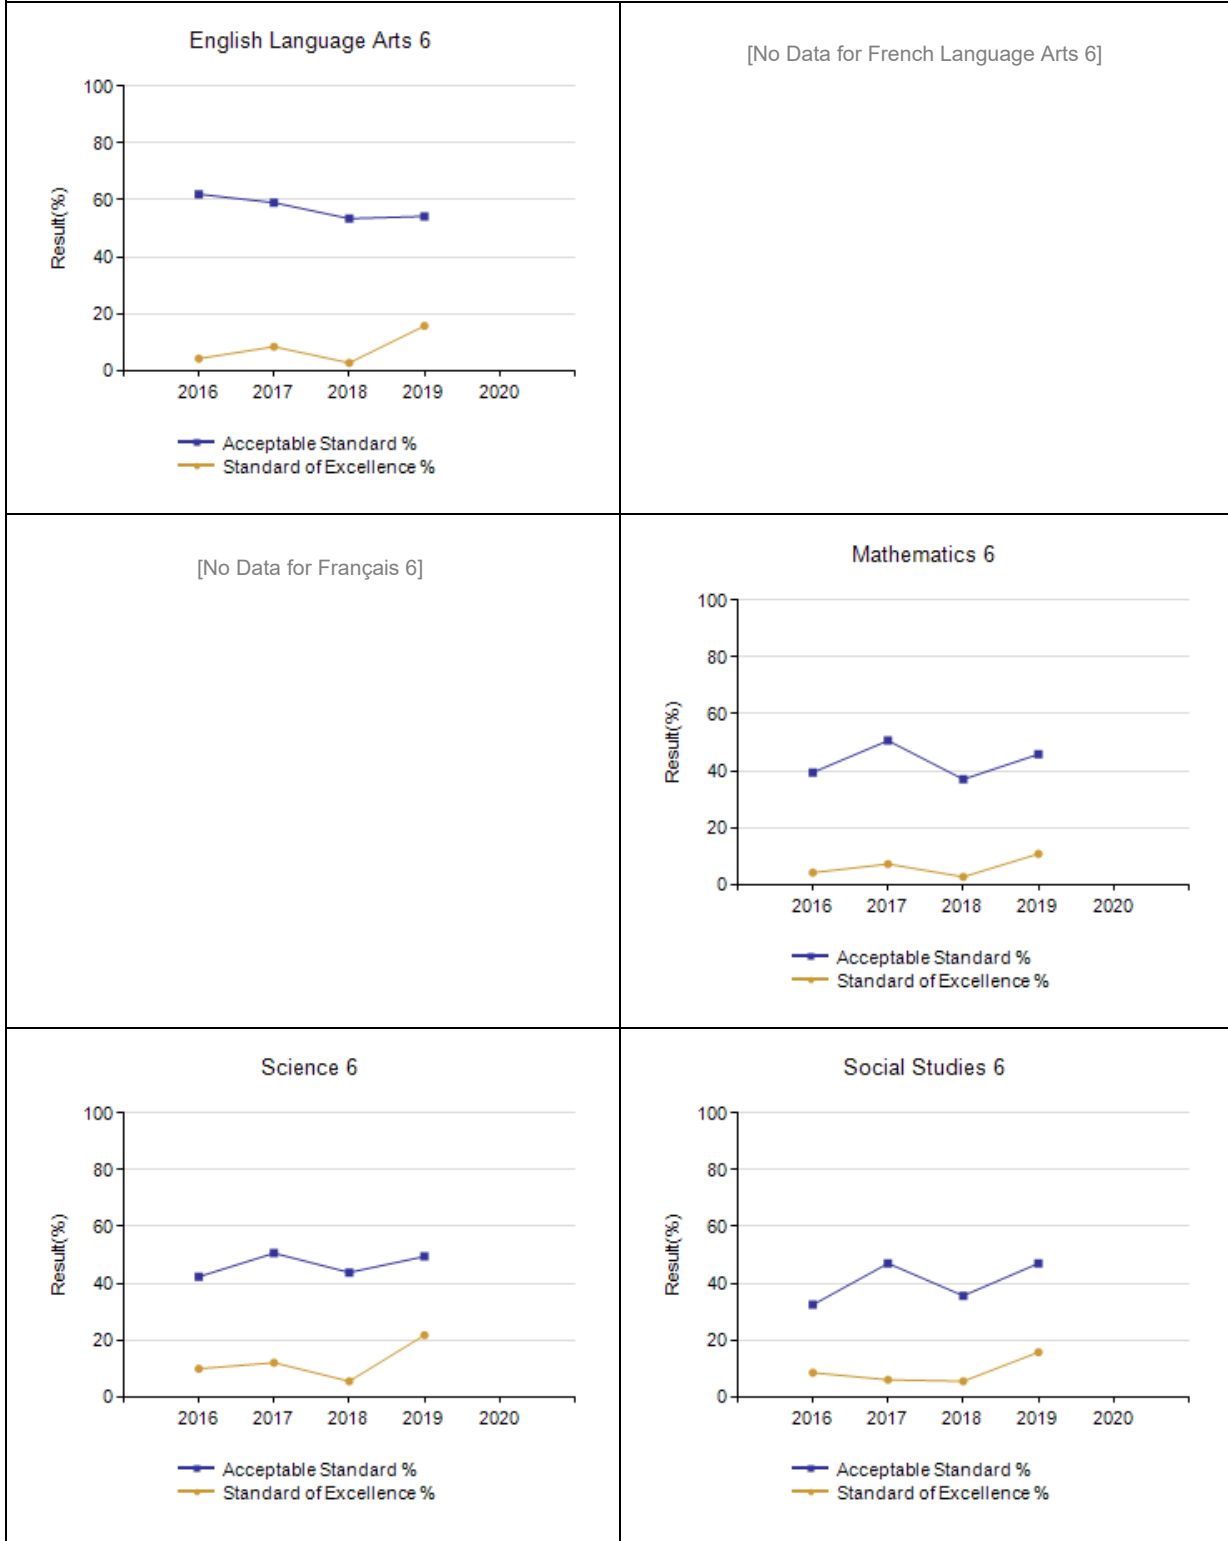 English Language Arts 6
100
80
60
40
20
0
Result(%)
2016 2017 2018 2019 2020
Acceptable Standard %
Standard of Excellence %
[No Data for French Language Arts 6]
[No Data for Français 6]
Mathematics 6
100
80
60
40
20
0
Result(%)
2016 2017 2018 2019 2020
Acceptable Standard %
Standard of Excellence %
Science 6
100
80
60
40
20
0
Result(%)
2016 2017 2018 2019 2020
Acceptable Standard %
Standard of Excellence %
Social Studies 6
100
80
60
40
20
0
Result(%)
2016 2017 2018 2019 2020
Acceptable Standard %
Standard of Excellence %